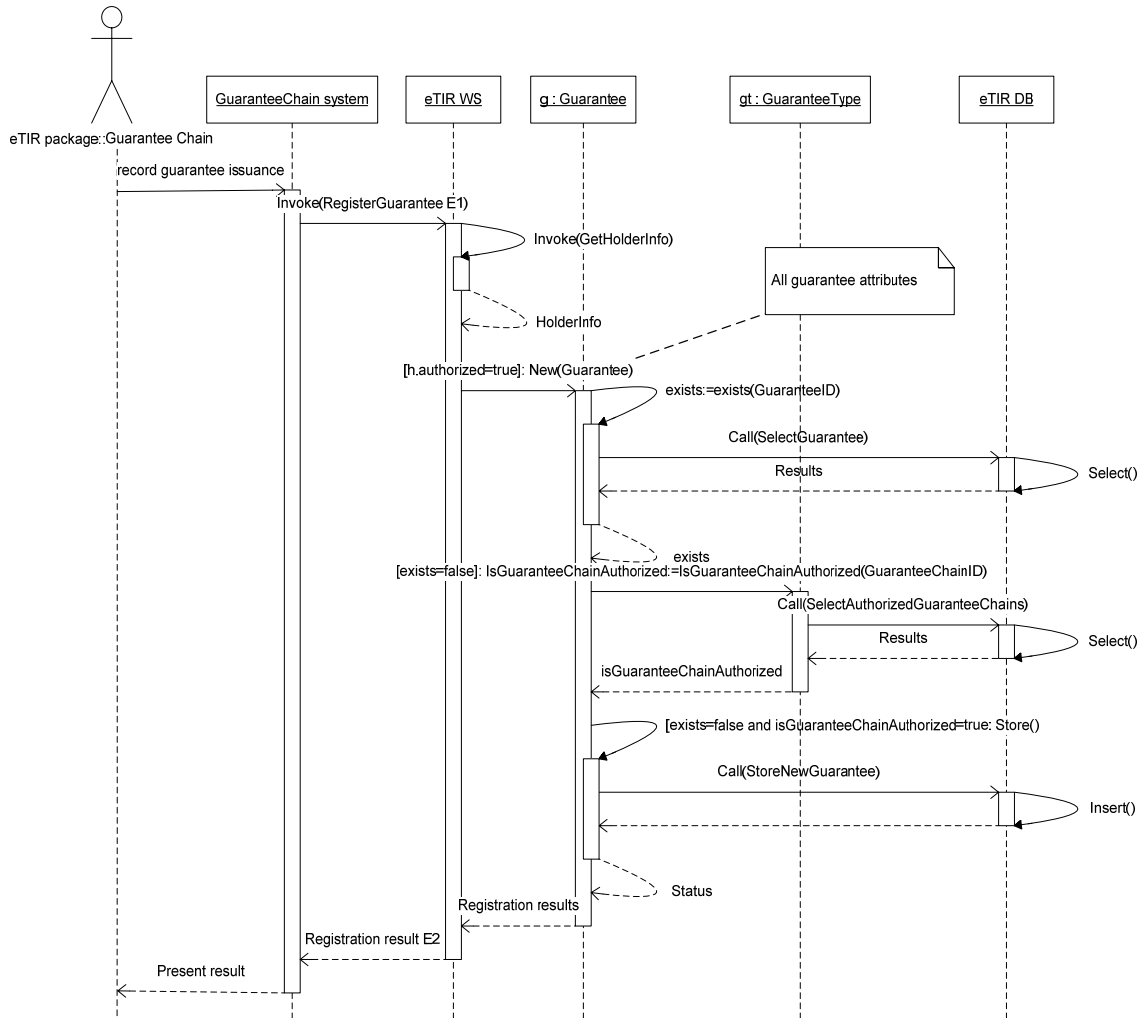 GuaranteeChain system
eTIR WS
g : Guarantee
gt : GuaranteeType
eTIR DB
eTIR package::Guarantee Chain
record guarantee issuance
Invoke(RegisterGuarantee E1)
Invoke(GetHolderInfo)
All guarantee attributes
HolderInfo
[h.authorized=true]: New(Guarantee)
exists:=exists(GuaranteeID)
Call(SelectGuarantee)
Results
Select()
exists
[exists=false]: IsGuaranteeChainAuthorized:=IsGuaranteeChainAuthorized(GuaranteeChainID)
Call(SelectAuthorizedGuaranteeChains)
Results
Select()
isGuaranteeChainAuthorized
[exists=false and isGuaranteeChainAuthorized=true: Store()
Call(StoreNewGuarantee)
Insert()
Status
Registration results
Registration result E2
Present result